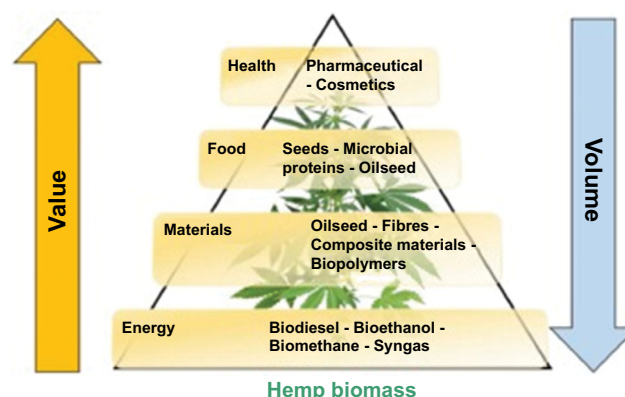 Value
Health
Pharmaceutical
- Cosmetics
Food
Seeds - Microbial
proteins - Oilseed
Materials
Oilseed - Fibres -
Composite materials -
Biopolymers
Energy
Biodiesel - Bioethanol -
Biomethane - Syngas
Volume
Hemp biomass